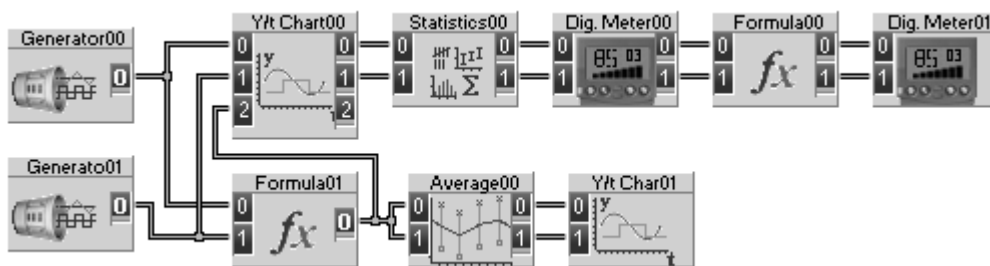 Generator00
0
Y/t Chart00
0 0
1 1
2 2
y
t
Statistics00
0 0
1 1
Σ
Dig. Meter00
0 0
1 1
85 03
Formula00
0 0
1 1
fx
Dig. Meter01
0
1
85 03
Generato01
0
Formula01
0
1
0
fx
Average00
0 0
1 1
Y/t Char01
0
1
y
t